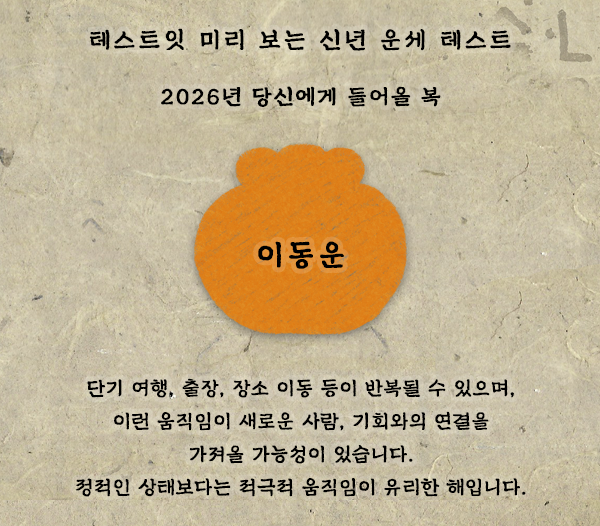 테스트잇 미리 보는 신년 운세 테스트
2026년 당신에게 들어올 복
이동운
단기 여행, 출장, 장소 이동 등이 반복될 수 있으며,
이런 움직임이 새로운 사람, 기회와의 연결을
가져올 가능성이 있습니다.
정적인 상태보다는 적극적 움직임이 유리한 해입니다.